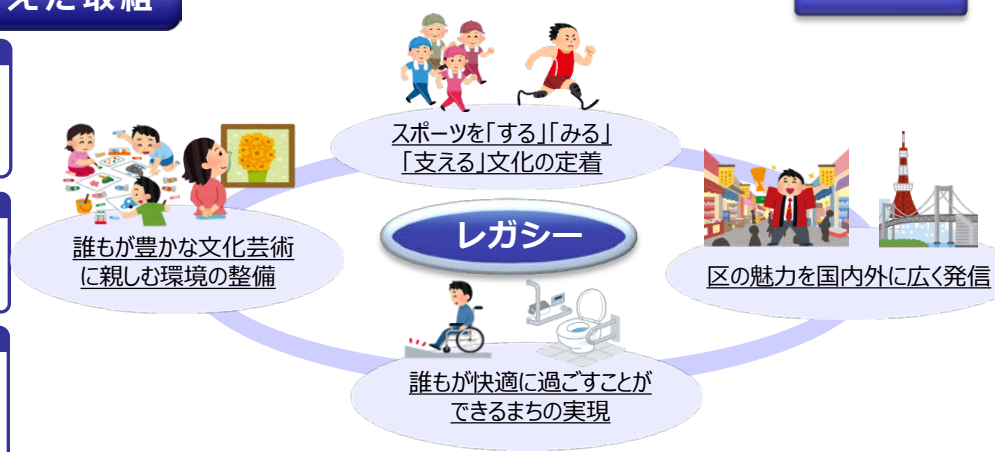 えた取組
スポーツを「する」「みる」
「支える」文化の定着
誰もが豊かな文化芸術
に親しむ環境の整備
レガシー
区の魅力を国内外に広く発信
誰もが快適に過ごすことが
できるまちの実現